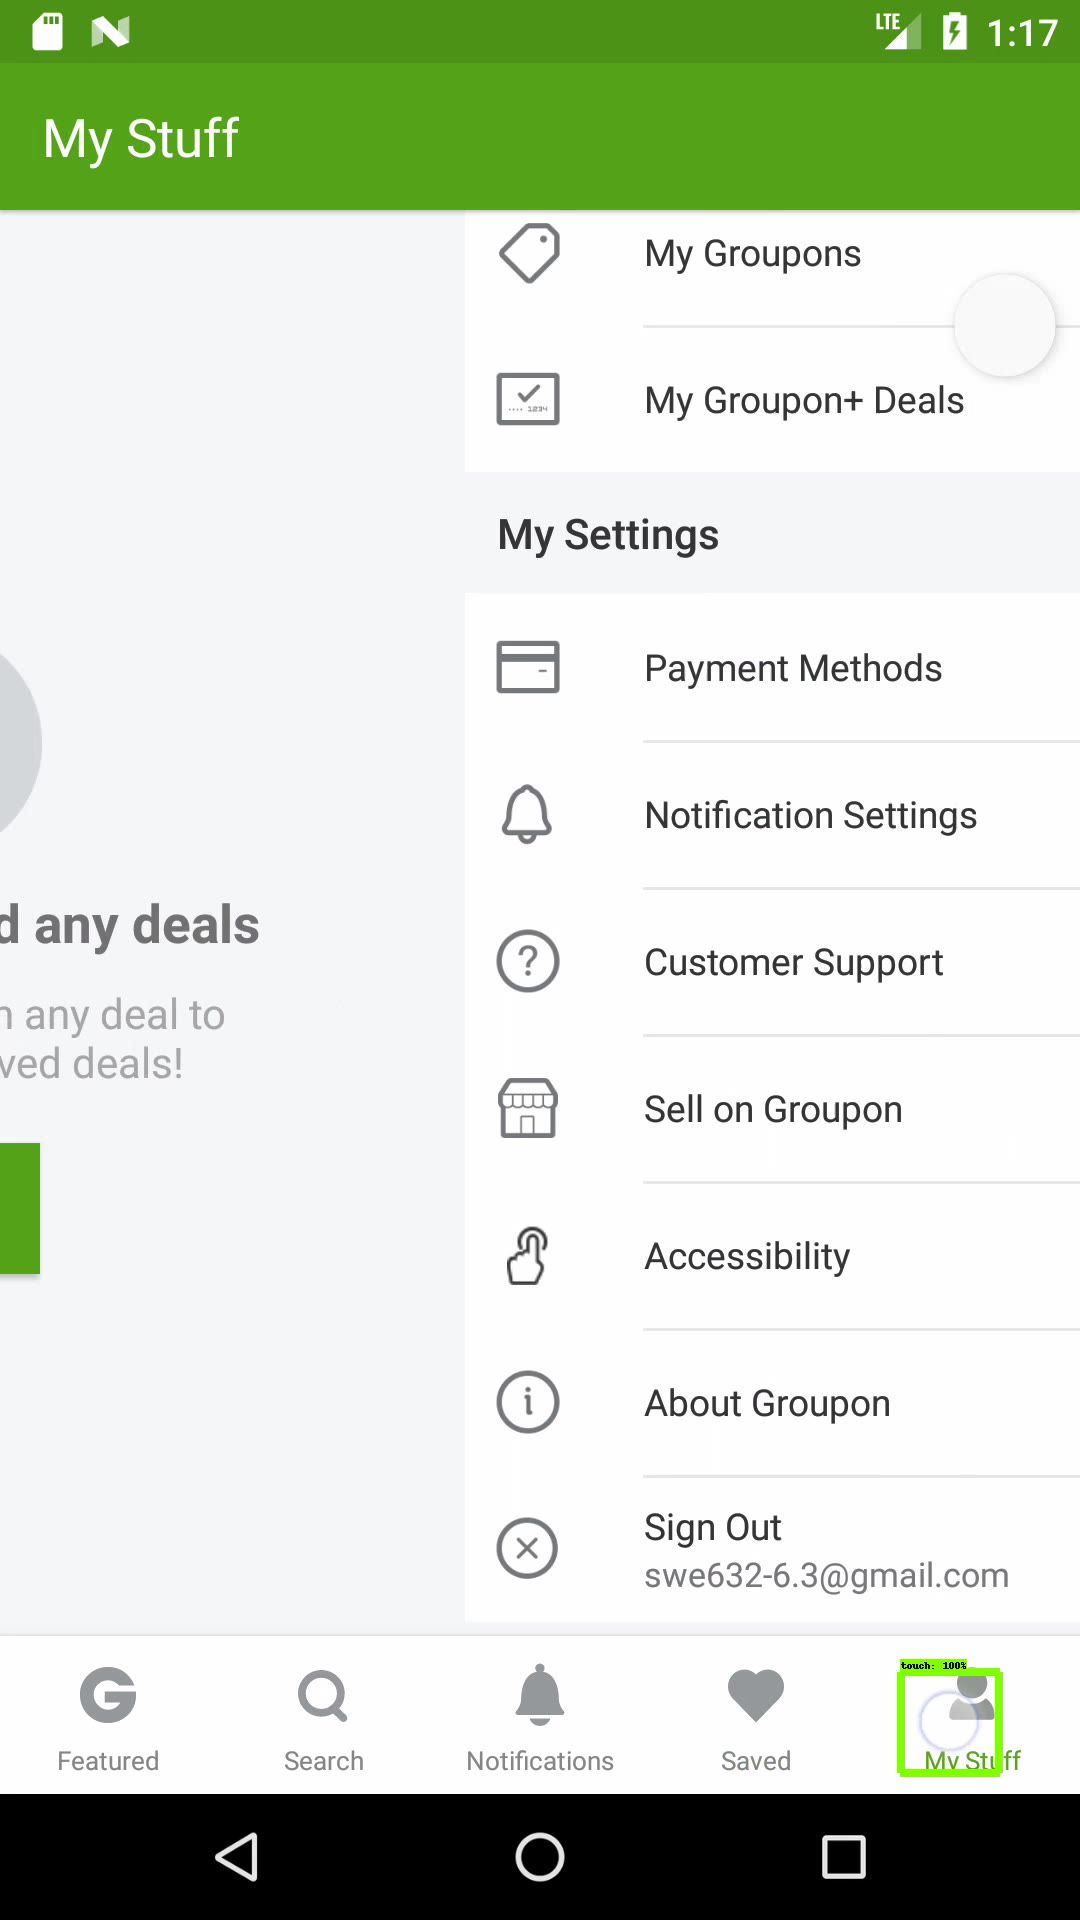 LTE 1:17
My Stuff
My Groupons
1234
My Groupon+ Deals
My Settings
Payment Methods
Notification Settings
d any deals
Customer Support
n any deal to
ved deals!
Sell on Groupon
Accessibility
About Groupon
Sign Out
swe632-6.3@gmail.com
touch: 100%
Featured
Search
Notifications
Saved
My Stuff